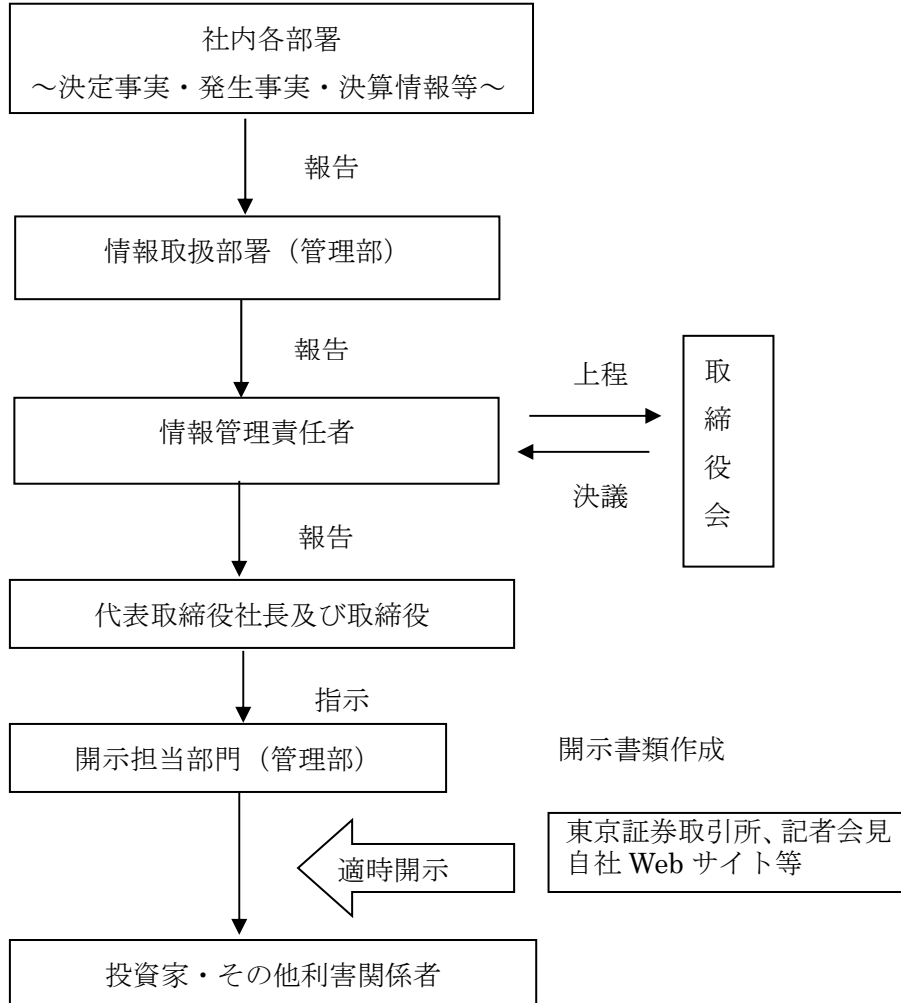 社内各部署
～決定事実・発生事実・決算情報等～
報告
情報取扱部署（管理部）
報告
上程
取締役会
情報管理責任者
決議
報告
代表取締役社長及び取締役
指示
開示担当部門（管理部）
開示書類作成
東京証券取引所、記者会見
自社 Web サイト等
適時開示
投資家・その他利害関係者